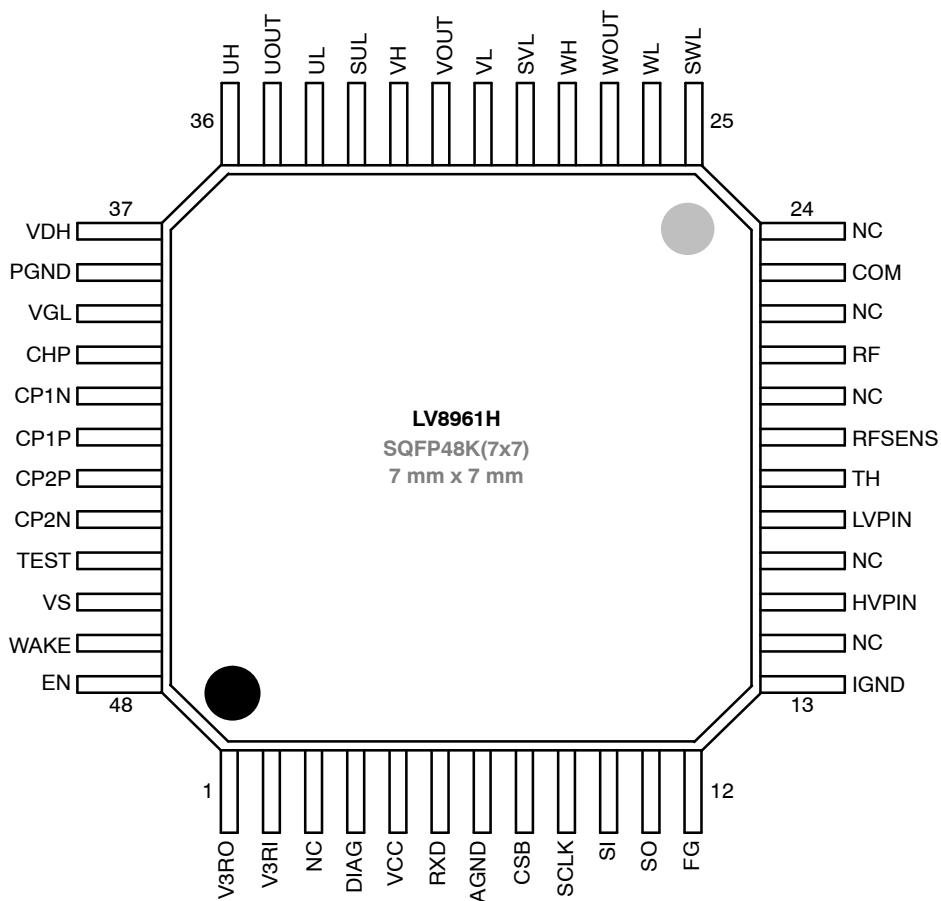 UH
UOUT
UL
SUL
VH
VOUT
VL
SVL
WH
WOUT
WL
SWL
36
25
37
24
VDH
PGND
VGL
CHP
CP1N
CP1P
CP2P
CP2N
TEST
VS
WAKE
EN
LV8961H
SQFP48K(7x7)
7 mm x 7 mm
NC
COM
NC
RF
NC
RFSENS
TH
LVPIN
NC
HVPIN
NC
IGND
48
13
1
12
V3RO
V3RI
NC
DIAG
VCC
RXD
AGND
CSB
SCLK
SI
SO
FG